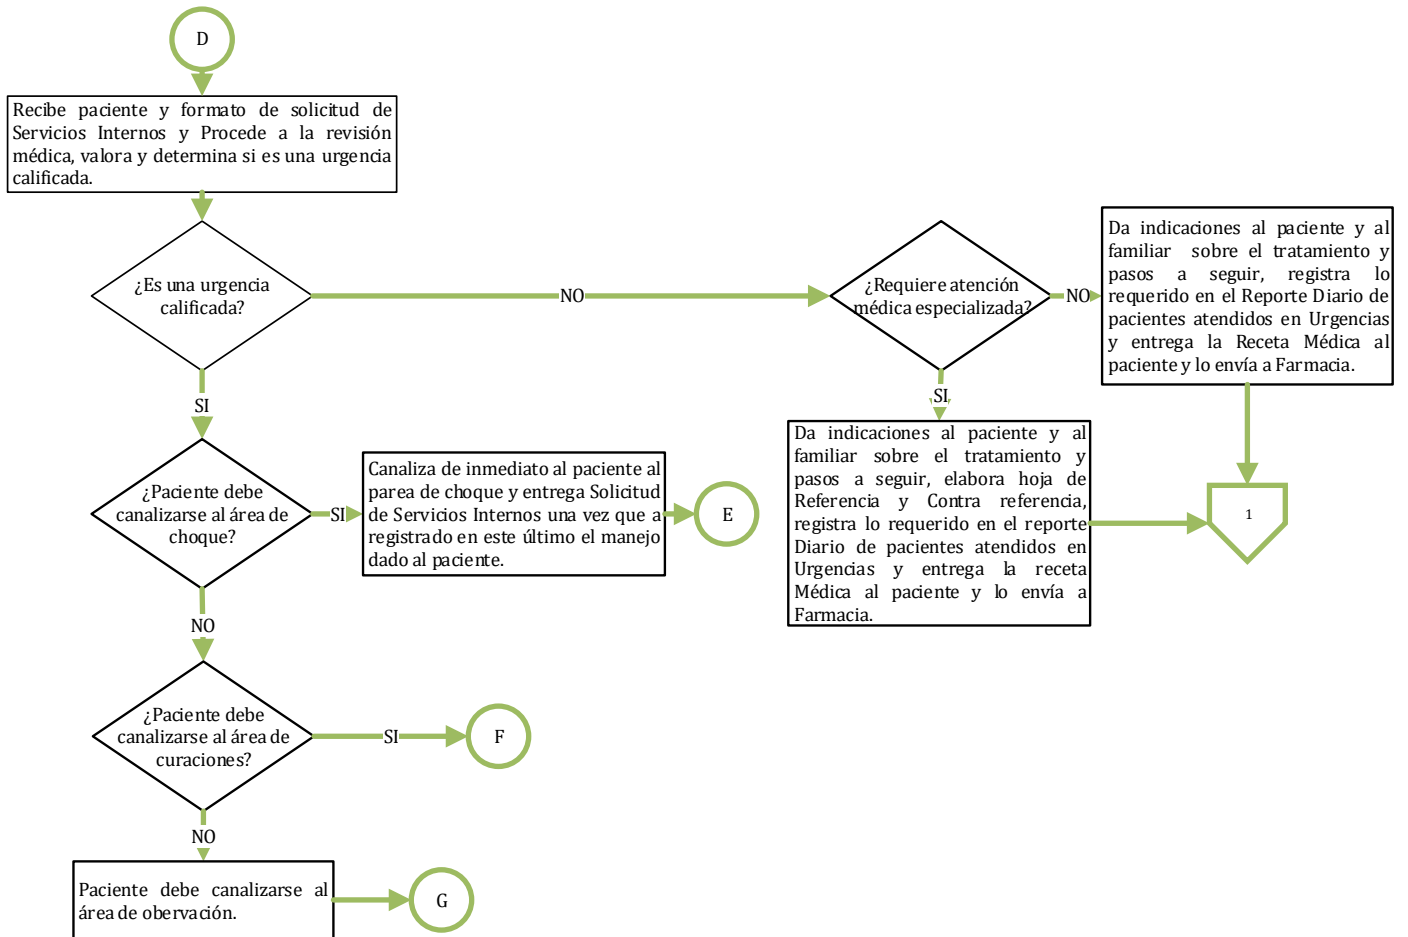 D
Recibe paciente y formato de solicitud de
Servicios Internos y Procede a la revisión
médica, valora y determina si es una urgencia
calificada.
¿Es una urgencia
calificada?
NO
¿Requiere atención
médica especializada?
NO
Da indicaciones al paciente y al
familiar sobre el tratamiento y
pasos a seguir, registra lo
requerido en el Reporte Diario de
pacientes atendidos en Urgencias
y entrega la Receta Médica al
paciente y lo envía a Farmacia.
SI
SI
¿Paciente debe
canalizarse al área de
choque?
SI
Canaliza de inmediato al paciente al
parea de choque y entrega Solicitud
de Servicios Internos una vez que a
registrado en este último el manejo
dado al paciente.
E
Da indicaciones al paciente y al
familiar sobre el tratamiento y
pasos a seguir, elabora hoja de
Referencia y Contra referencia,
registra lo requerido en el reporte
Diario de pacientes atendidos en
Urgencias y entrega la receta
Médica al paciente y lo envía a
Farmacia.
1
NO
¿Paciente debe
canalizarse al área de
curaciones?
SI
F
NO
Paciente debe canalizarse al
área de obervación.
G